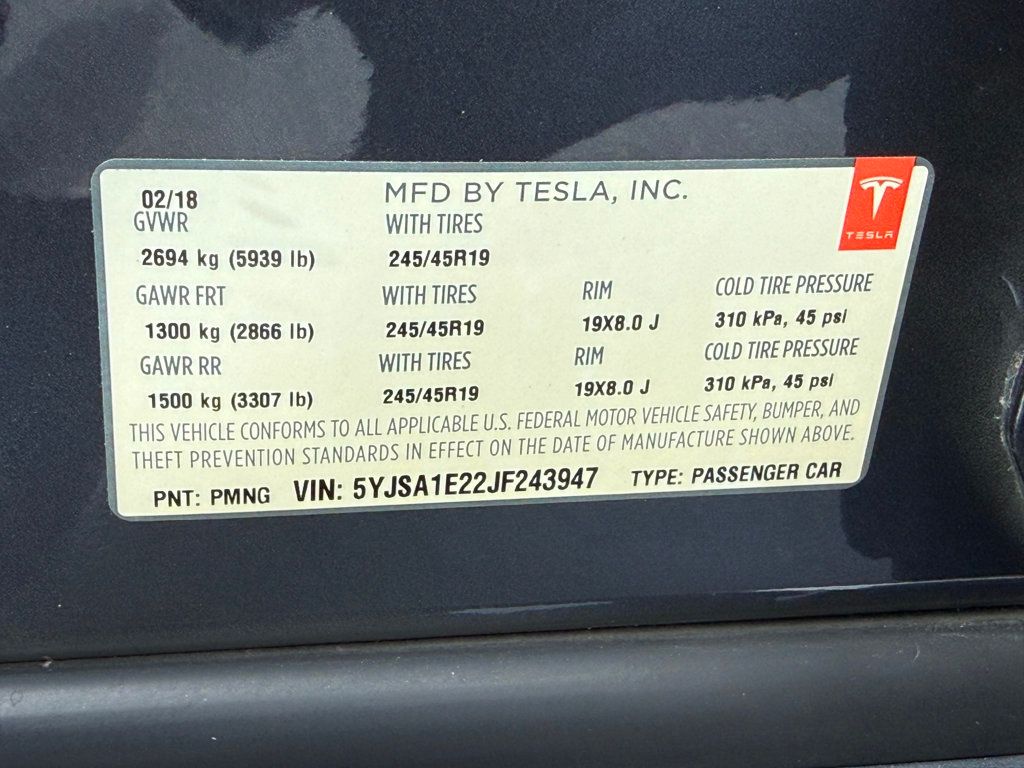 02/18 MFD BY TESLA, INC.
TESLA
GVWR WITH TIRES
2694 kg (5939 lb) 245/45R19
GAWR FRT WITH TIRES RIM COLD TIRE PRESSURE
1300 kg (2866 lb) 245/45R19 19X8.0 J 310 kPa, 45 psi
GAWR RR WITH TIRES RIM COLD TIRE PRESSURE
1500 kg (3307 lb) 245/45R19 19X8.0 J 310 kPa, 45 psi
THIS VEHICLE CONFORMS TO ALL APPLICABLE U.S. FEDERAL MOTOR VEHICLE SAFETY, BUMPER, AND
THEFT PREVENTION STANDARDS IN EFFECT ON THE DATE OF MANUFACTURE SHOWN ABOVE.
PNT: PMNG VIN: 5YJSA1E22JF243947 TYPE: PASSENGER CAR